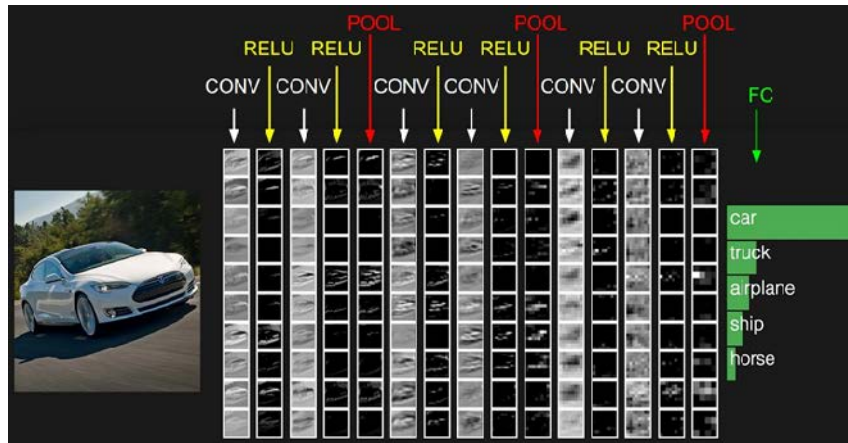 POOL POOL POOL
RELU RELU RELU RELU RELU RELU
CONV CONV CONV CONV CONV CONV
FC
car
truck
airplane
ship
horse